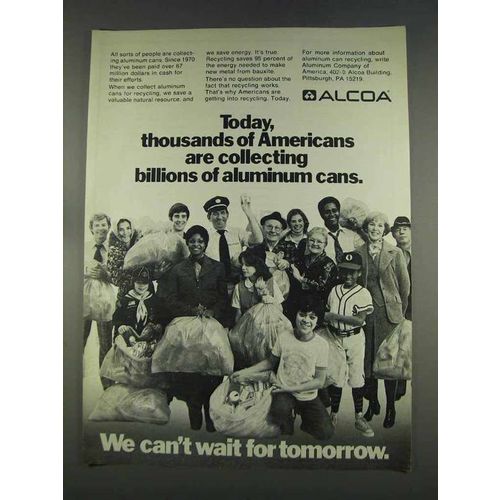 All sorts of people are collect-
ing aluminum cans. Since 1970
they've been paid over 67
million dollars in cash for
their efforts.
When we collect aluminum
cans for recycling, we save a
valuable natural resource, and
we save energy. It's true.
Recycling saves 95 percent of
the energy needed to make
new metal from bauxite.
There's no question about the
fact that recycling works.
That's why Americans are
getting into recycling. Today.
For more information about
aluminum can recycling, write
Aluminum Company of
America, Alcoa Building,
Pittsburgh, PA 15219.
ALCOA
Today,
thousands of Americans
are collecting
billions of aluminum cans.
We can't wait for tomorrow.